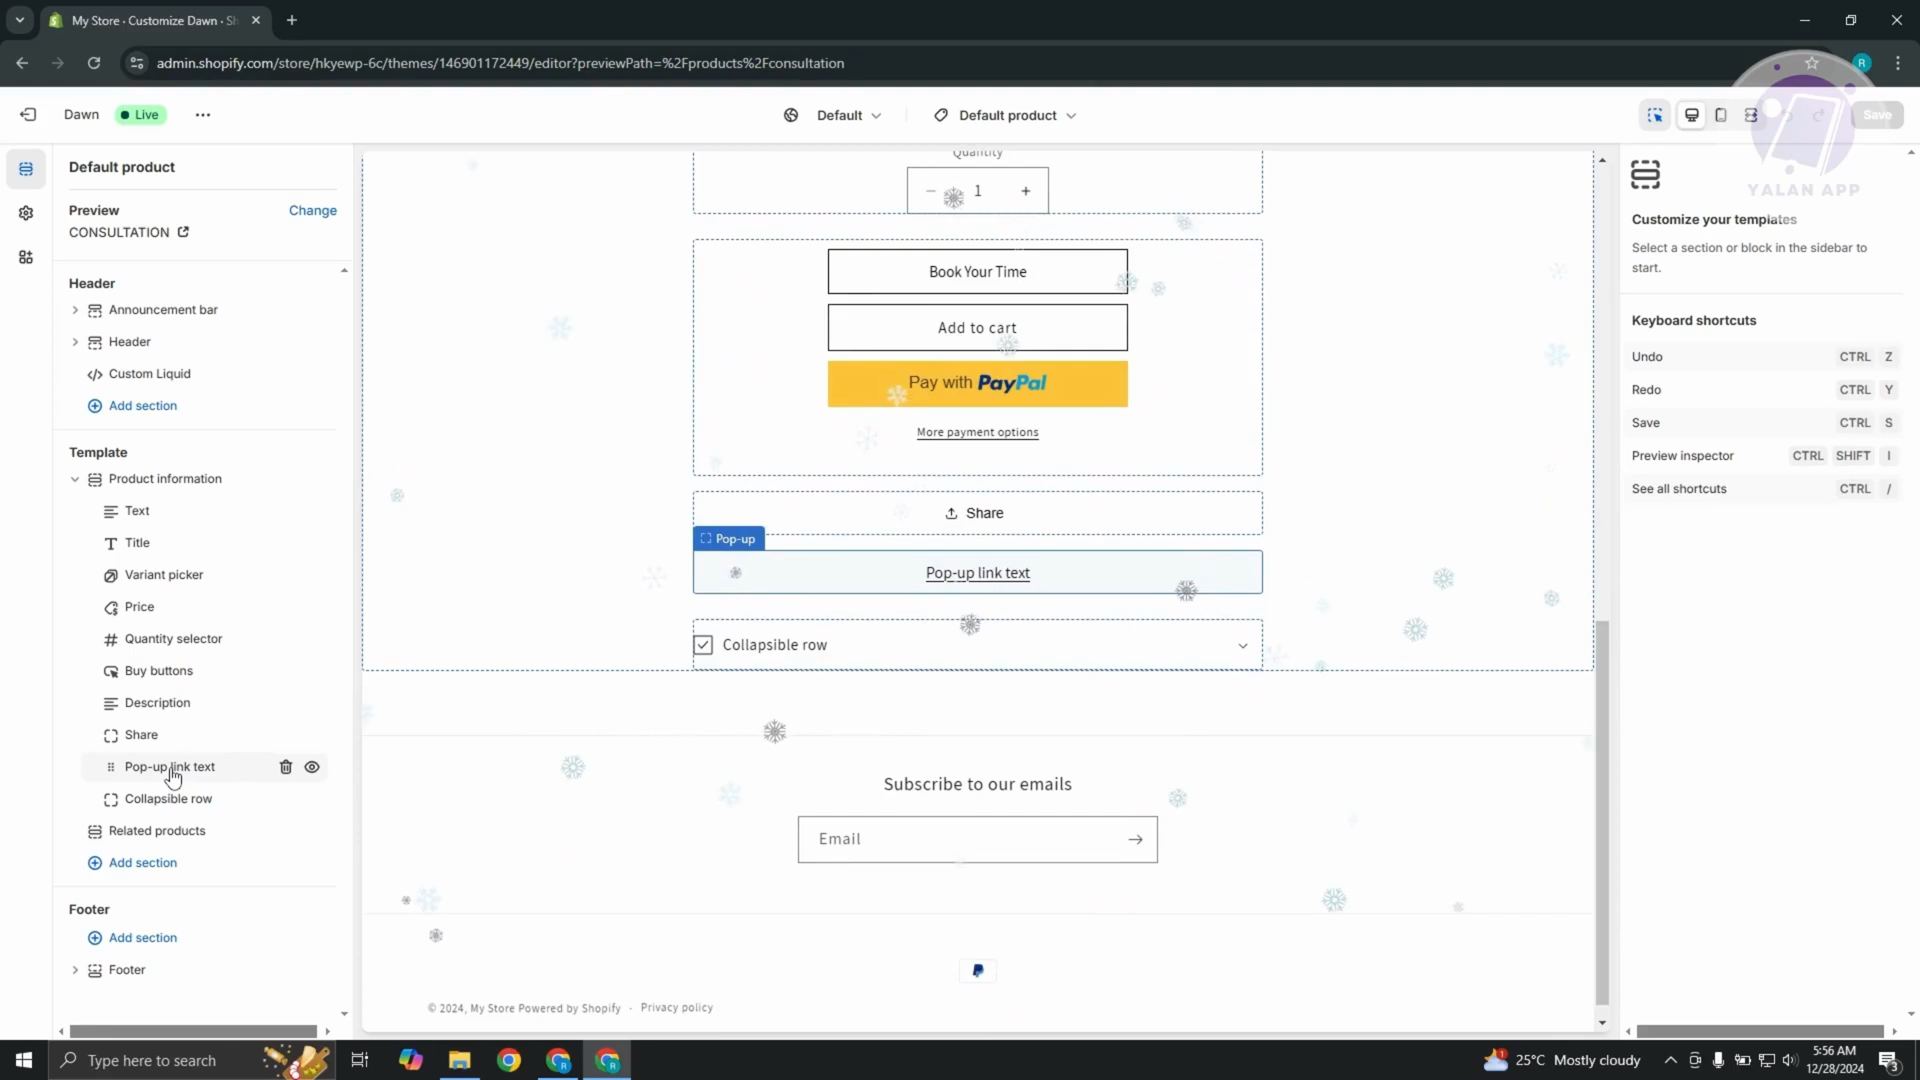 My Store · Customize Dawn · Sh
admin.shopify.com/store/hkyewp-6c/themes/146901172449/editor?previewPath=%2Fproducts%2Fconsultation
R
Dawn
Live
Default
Default product
Save
YALAN APP
Default product
Preview
Change
CONSULTATION
Header
Announcement bar
Header
Custom Liquid
Add section
Template
Product information
Text
Title
Variant picker
Price
Quantity selector
Buy buttons
Description
Share
Pop-up link text
Collapsible row
Related products
Add section
Footer
Add section
Footer
Quantity
1
Book Your Time
Add to cart
Pay with PayPal
More payment options
Share
Pop-up
Pop-up link text
Collapsible row
Subscribe to our emails
Email
© 2024, My Store Powered by Shopify · Privacy policy
Customize your templates
Select a section or block in the sidebar to
start.
Keyboard shortcuts
Undo CTRL Z
Redo CTRL Y
Save CTRL S
Preview inspector CTRL SHIFT I
See all shortcuts CTRL /
Type here to search
R
R
1
25°C Mostly cloudy
5:56 AM
12/28/2024
3